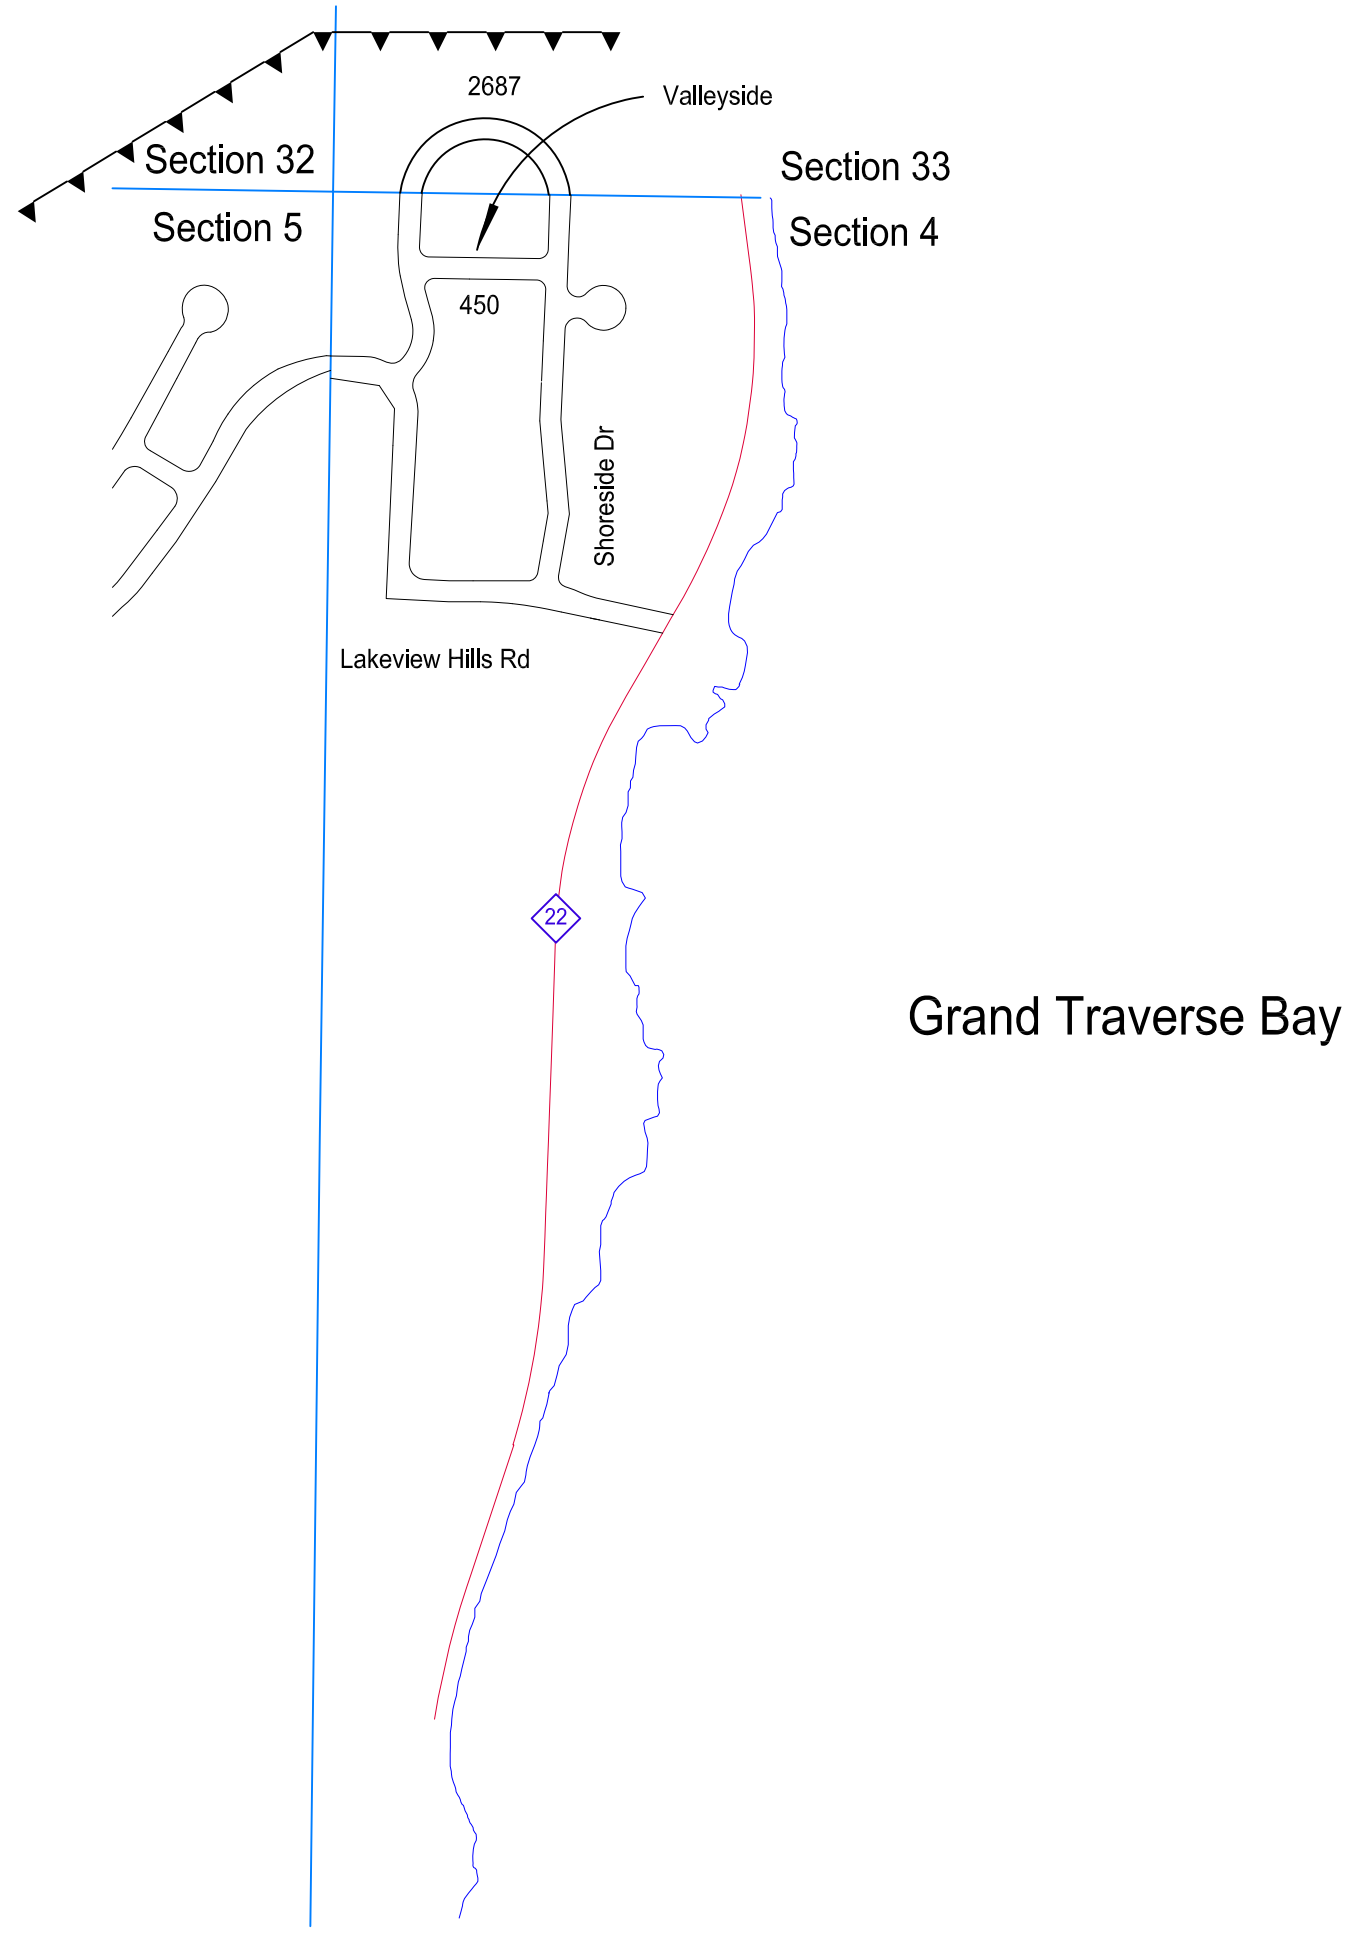 2687
Valleyside
Section 32
Section 33
Section 5
Section 4
450
Shoreside Dr
Lakeview Hills Rd
22
Grand Traverse Bay